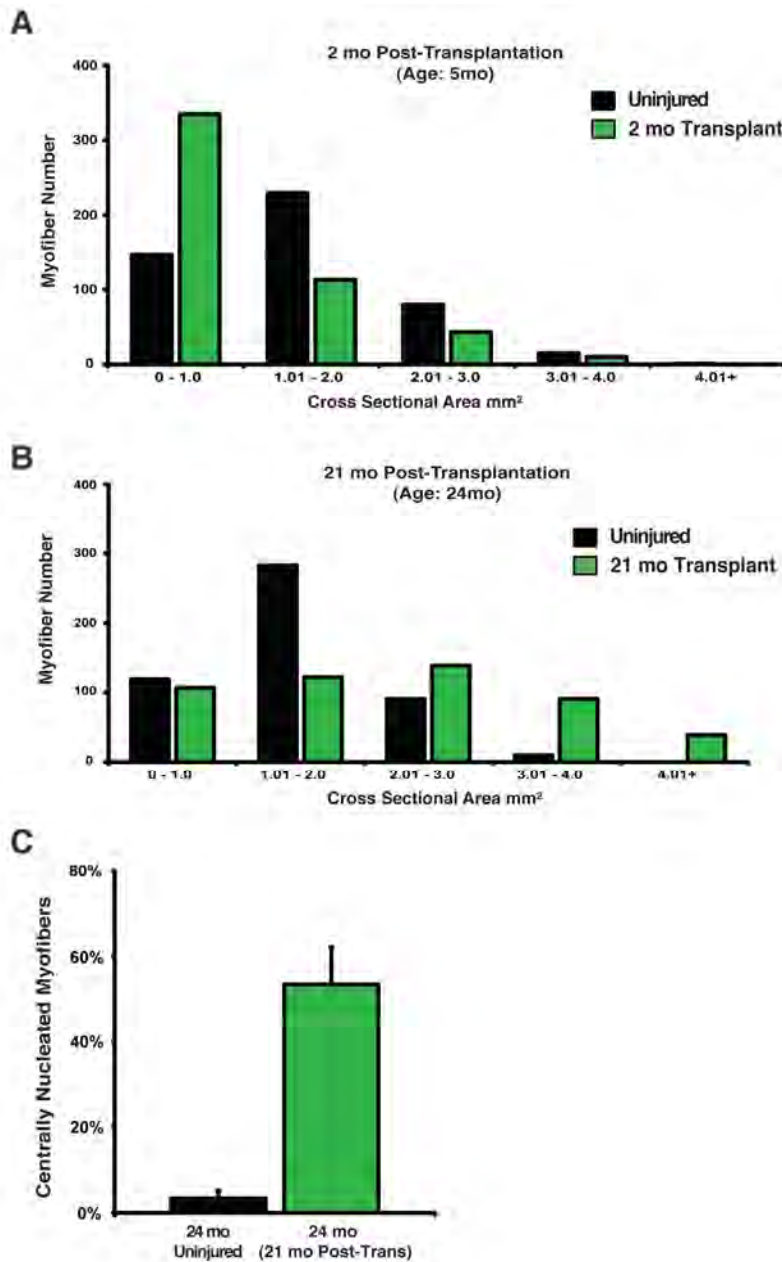 A
2 mo Post-Transplantation
(Age: 5mo)
400
300
200
100
0
Myofiber Number
Uninjured
2 mo Transplant
0 - 1.0 1.01 - 2.0 2.01 - 3.0 3.01 - 4.0 4.01+
Cross Sectional Area mm²
B
21 mo Post-Transplantation
(Age: 24mo)
400
300
200
100
0
Myofiber Number
Uninjured
21 mo Transplant
0 - 1.0 1.01 - 2.0 2.01 - 3.0 3.01 - 4.0 4.01+
Cross Sectional Area mm²
C
80%
60%
40%
20%
0%
Centrally Nucleated Myofibers
24 mo 24 mo
Uninjured (21 mo Post-Trans)